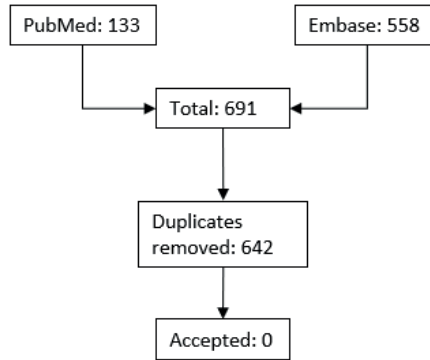 PubMed: 133
Embase: 558
Total: 691
Duplicates
removed: 642
Accepted: 0